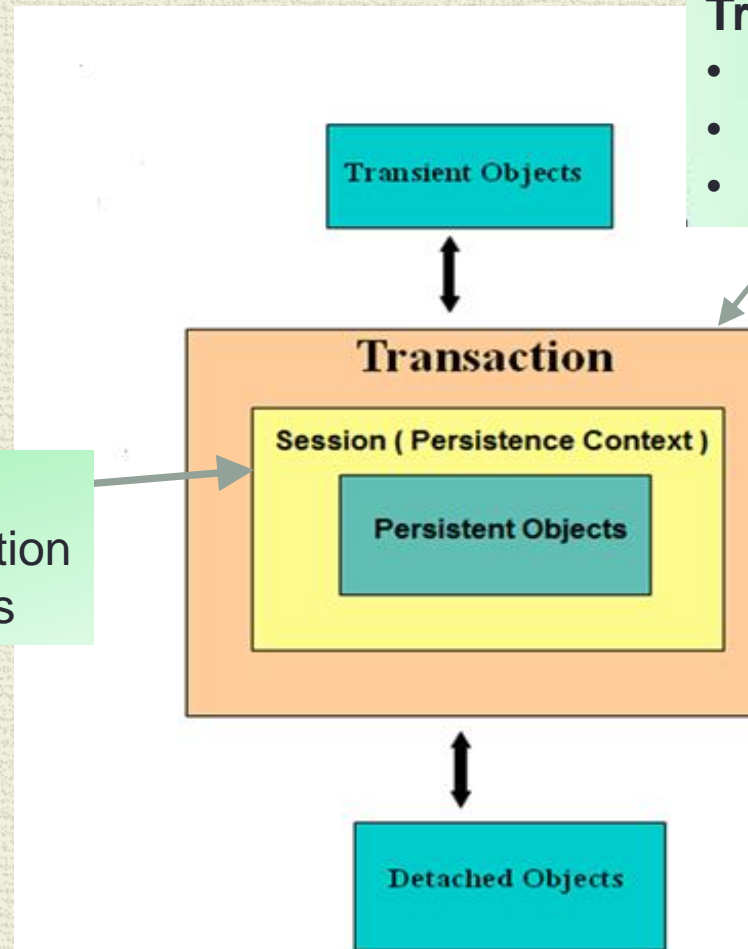 Tr
•
•
•
Transient Objects
Transaction
Session ( Persistence Context )
Persistent Objects
tion
s
Detached Objects